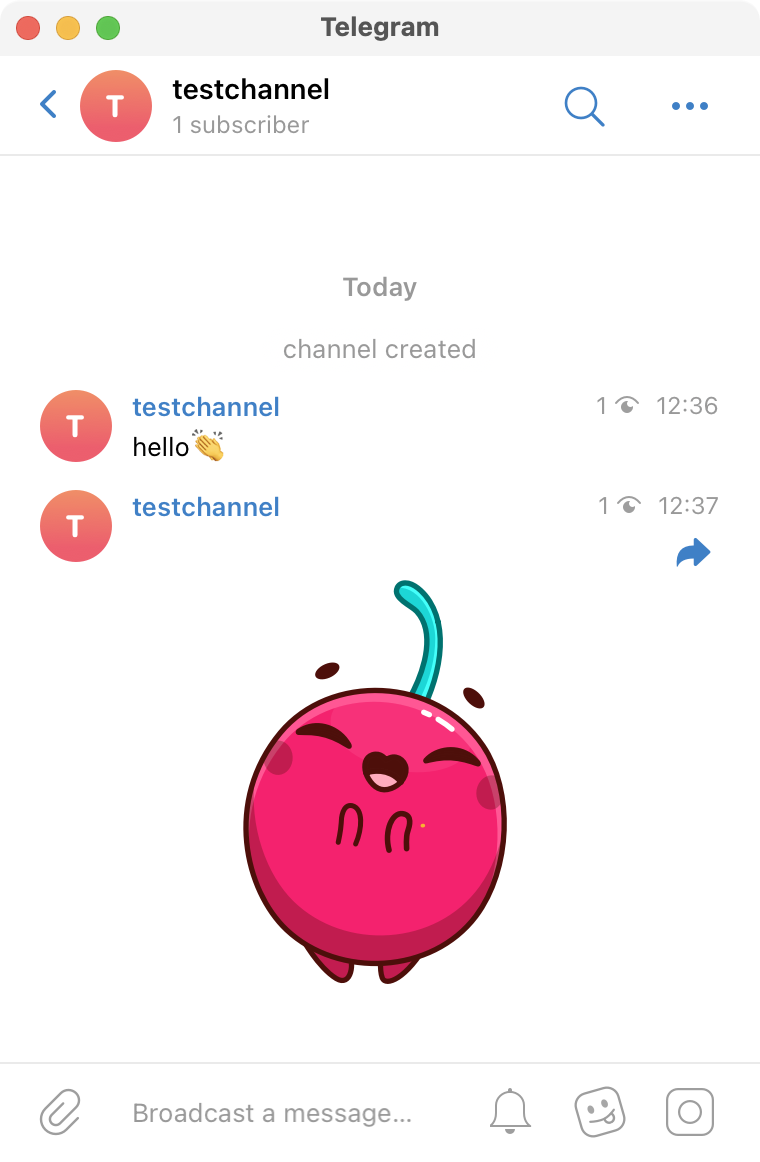 Telegram
T
testchannel
1 subscriber
Today
channel created
T
testchannel
1 12:36
hello👏
T
testchannel
1 12:37
Broadcast a message...